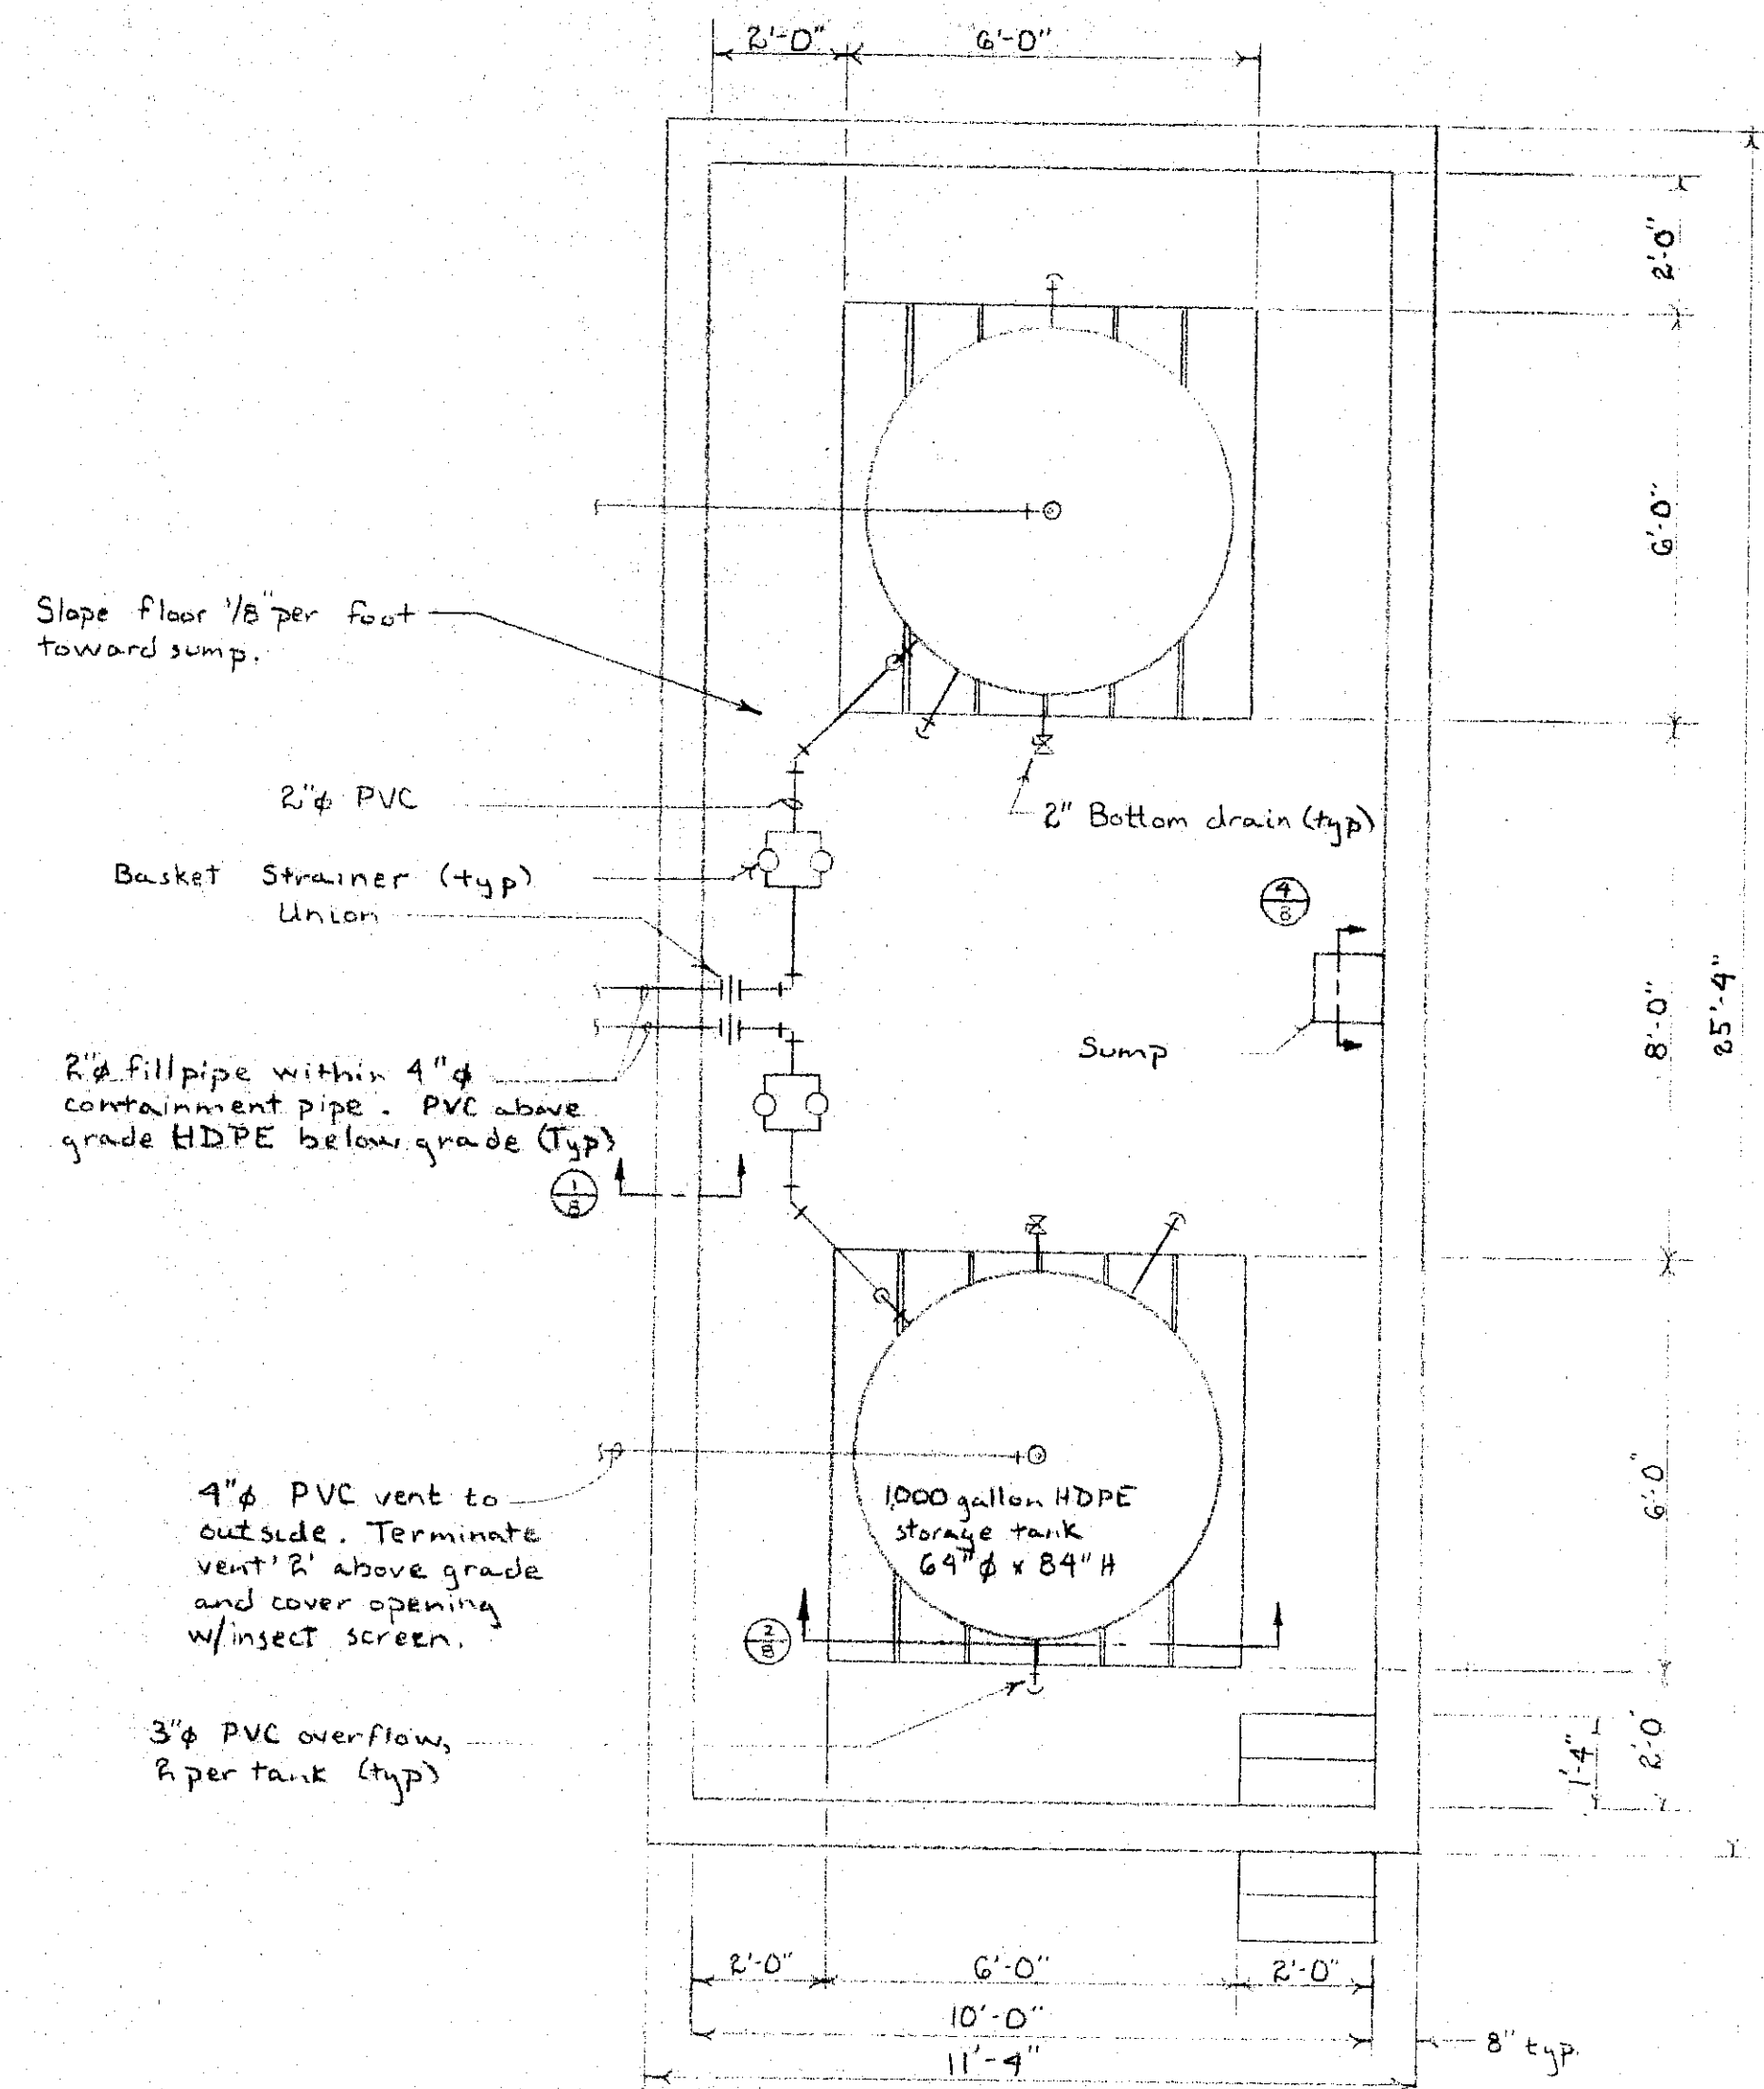 2'-0" 6'-0"
2'-0"
6'-0"
Slope floor 1/8" per foot
toward sump.
2"ø PVC
2" Bottom drain (typ)
Basket Strainer (typ)
Union
4
8
8'-0"
25'-4"
Sump
2"ø fill pipe within 4"ø
containment pipe. PVC above
grade HDPE below grade (Typ)
1
8
4"ø PVC vent to
outside. Terminate
vent 2' above grade
and cover opening
w/insect screen.
1,000 gallon HDPE
storage tank
64"ø x 84"H
6'-0"
2
8
3"ø PVC overflow,
2 per tank (typ)
1'-4"
2'-0
2'-0" 6'-0" 2'-0"
10'-0"
11'-4"
8" typ.